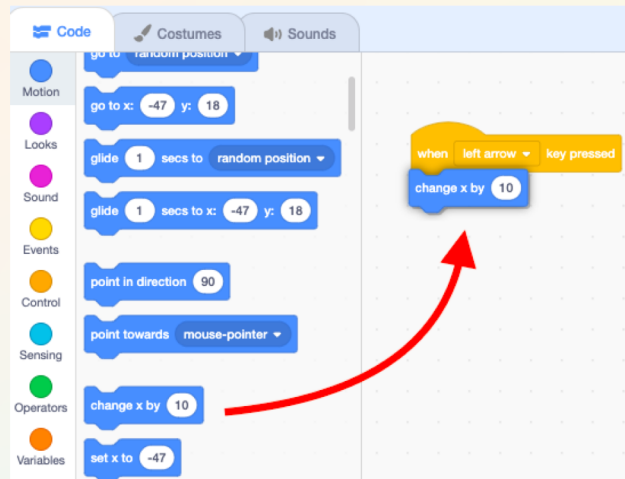 Code
Costumes
Sounds
Motion
Looks
Sound
Events
Control
Sensing
Operators
Variables
go to random position
go to x: -47 y: 18
glide 1 secs to random position
glide 1 secs to x: -47 y: 18
point in direction 90
point towards mouse-pointer
change x by 10
set x to -47
when left arrow key pressed
change x by 10